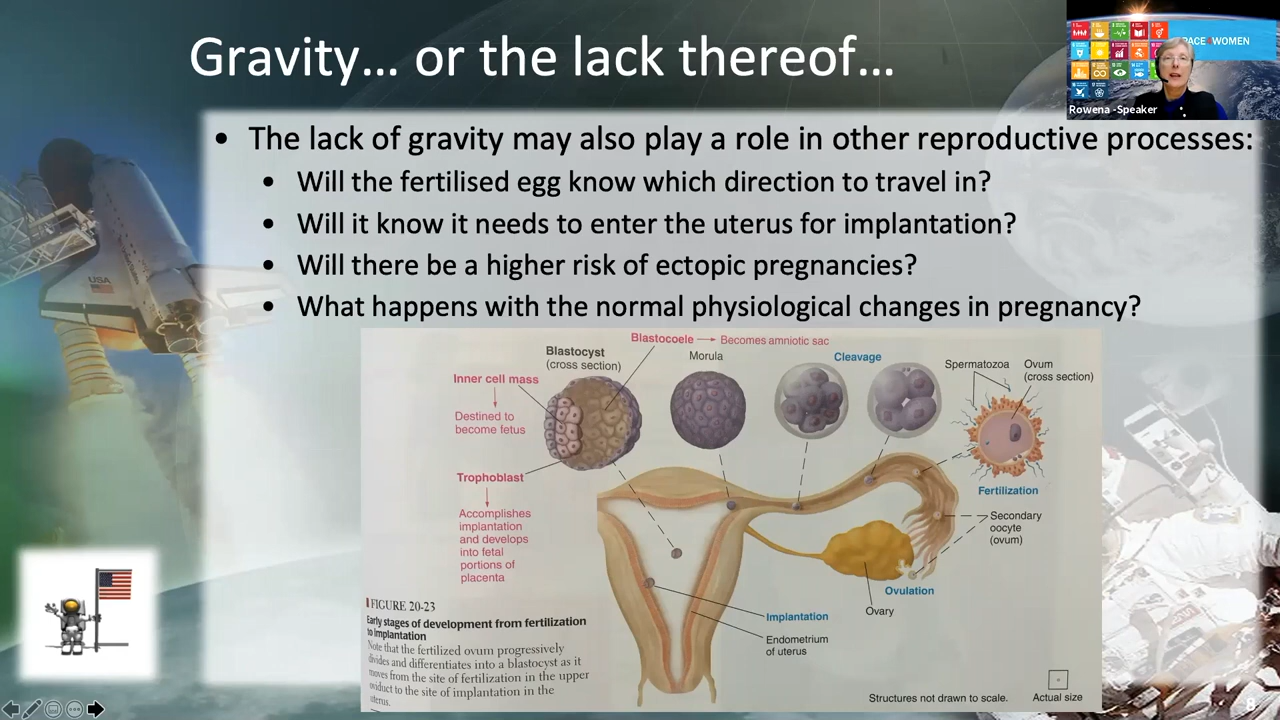 Gravity... or the lack thereof...
PACE4WOMEN
Rowena -Speaker
• The lack of gravity may also play a role in other reproductive processes:
• Will the fertilised egg know which direction to travel in?
• Will it know it needs to enter the uterus for implantation?
• Will there be a higher risk of ectopic pregnancies?
• What happens with the normal physiological changes in pregnancy?
USA
Blastocoele → Becomes amniotic sac
Blastocyst
(cross section)
Morula
Cleavage
Spermatozoa
Ovum
(cross section)
Inner cell mass
Destined to
become fetus
Trophoblast
Accomplishes
implantation
and develops
into fetal
portions of
placenta
Fertilization
Secondary
oocyte
(ovum)
Ovulation
Ovary
Implantation
Endometrium
of uterus
FIGURE 20-23
Early stages of development from fertilization
to implantation
Note that the fertilized ovum progressively
divides and differentiates into a blastocyst as it
moves from the site of fertilization in the upper
oviduct to the site of implantation in the
uterus.
Structures not drawn to scale.
Actual size
8